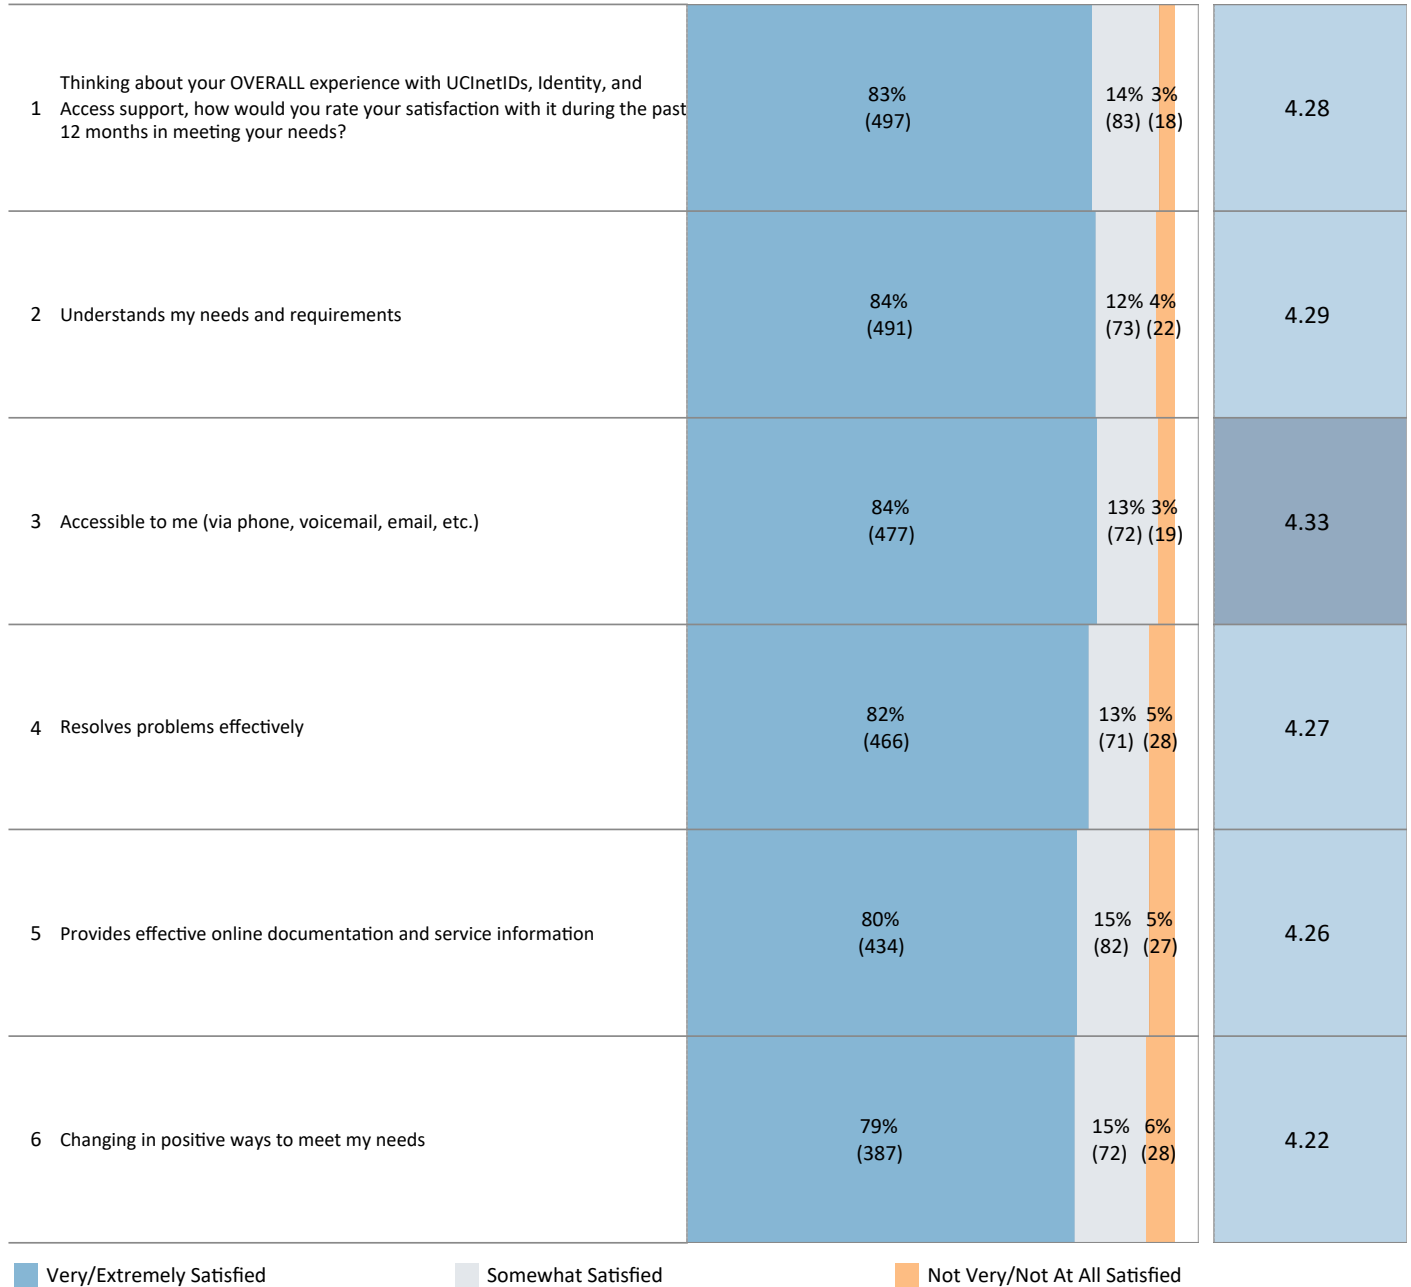 Thinking about your OVERALL experience with UCInetIDs, Identity, and
1 Access support, how would you rate your satisfaction with it during the past
12 months in meeting your needs?
83% 14% 3%
(497) (83) (18)
4.28
2 Understands my needs and requirements
84% 12% 4%
(491) (73) (22)
4.29
3 Accessible to me (via phone, voicemail, email, etc.)
84% 13% 3%
(477) (72) (19)
4.33
4 Resolves problems effectively
82% 13% 5%
(466) (71) (28)
4.27
5 Provides effective online documentation and service information
80% 15% 5%
(434) (82) (27)
4.26
6 Changing in positive ways to meet my needs
79% 15% 6%
(387) (72) (28)
4.22
Very/Extremely Satisfied Somewhat Satisfied Not Very/Not At All Satisfied